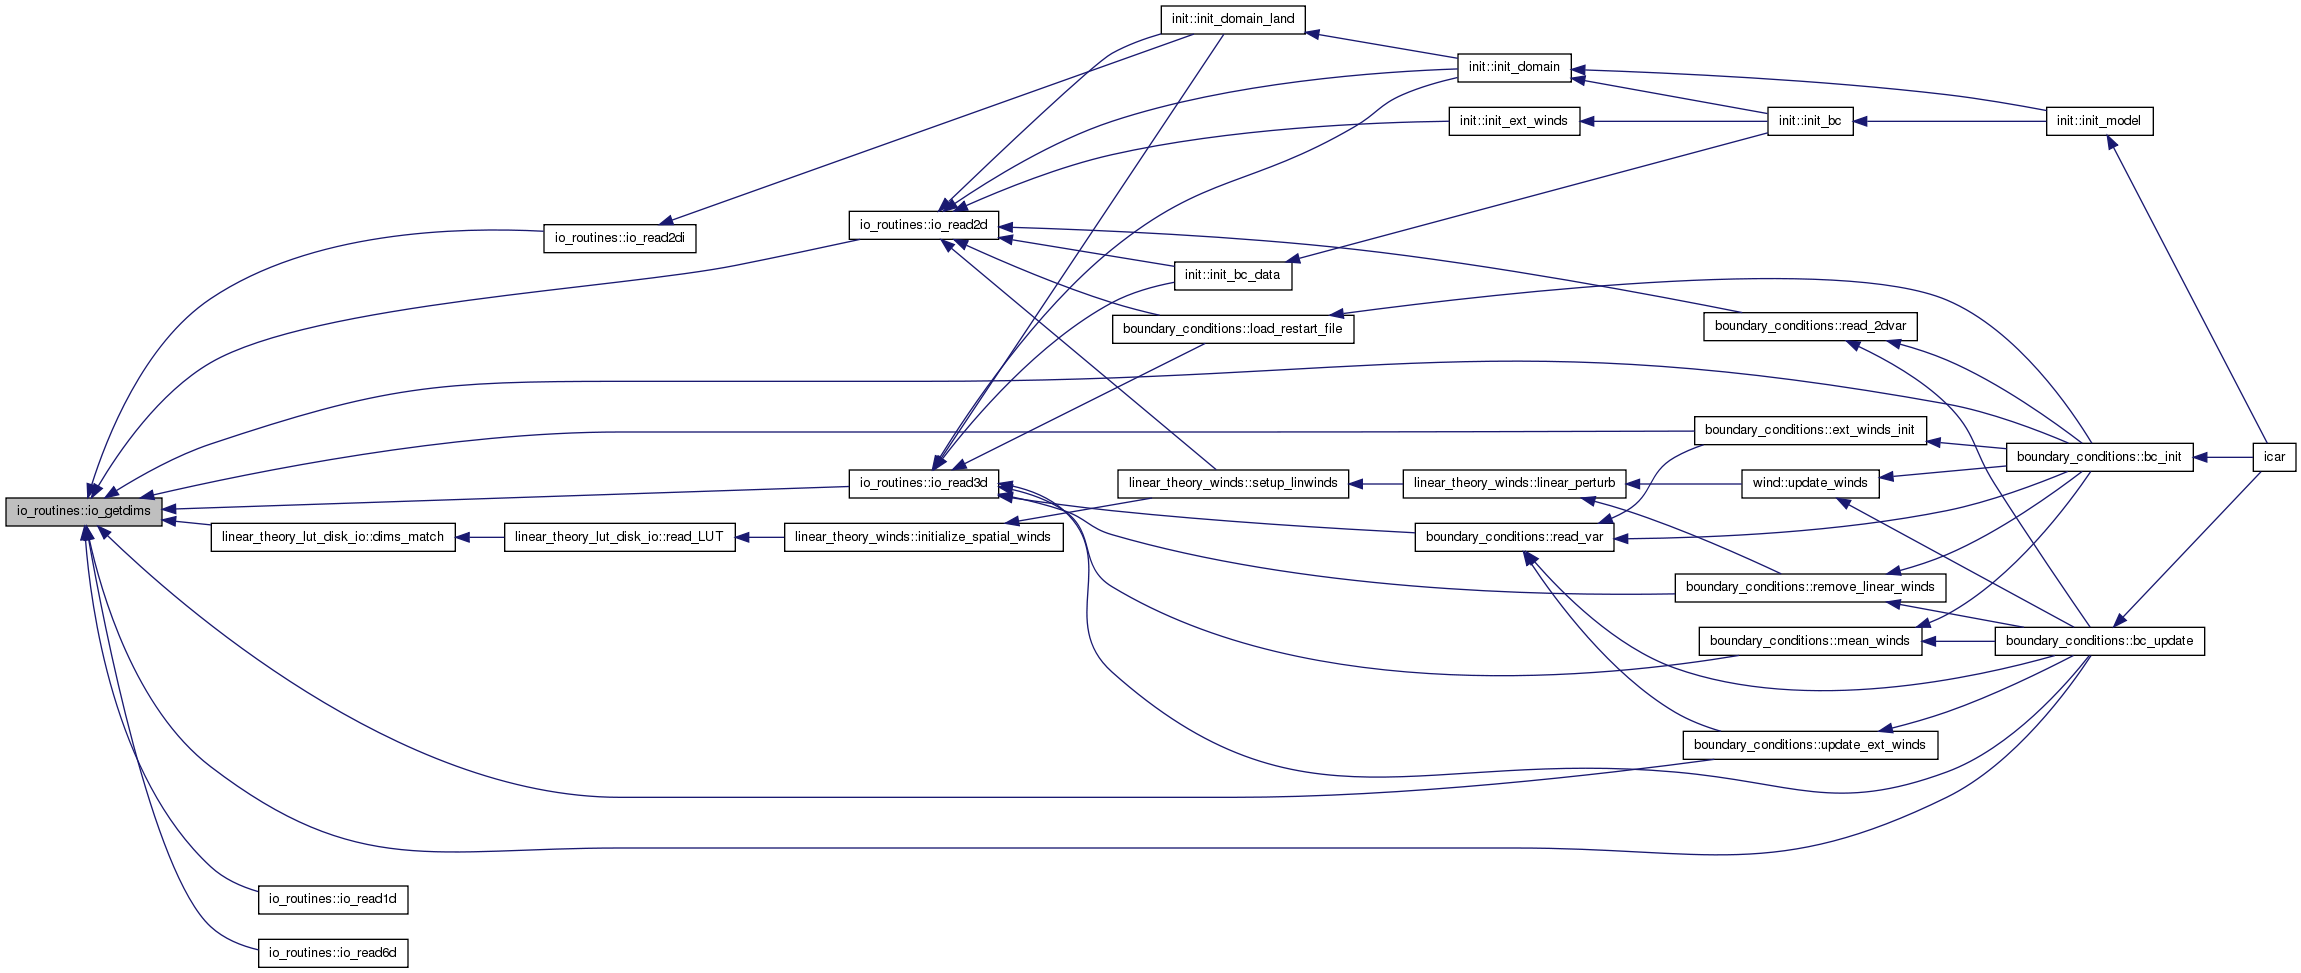 init::init_domain_land
init::init_domain
init::init_ext_winds
init::init_bc
init::init_model
io_routines::io_read2d
io_routines::io_read2di
init::init_bc_data
boundary_conditions::load_restart_file
boundary_conditions::read_2dvar
boundary_conditions::ext_winds_init
boundary_conditions::bc_init
icar
io_routines::io_read3d
linear_theory_winds::setup_linwinds
linear_theory_winds::linear_perturb
wind::update_winds
io_routines::io_getdims
linear_theory_lut_disk_io::dims_match
linear_theory_lut_disk_io::read_LUT
linear_theory_winds::initialize_spatial_winds
boundary_conditions::read_var
boundary_conditions::remove_linear_winds
boundary_conditions::mean_winds
boundary_conditions::bc_update
boundary_conditions::update_ext_winds
io_routines::io_read1d
io_routines::io_read6d